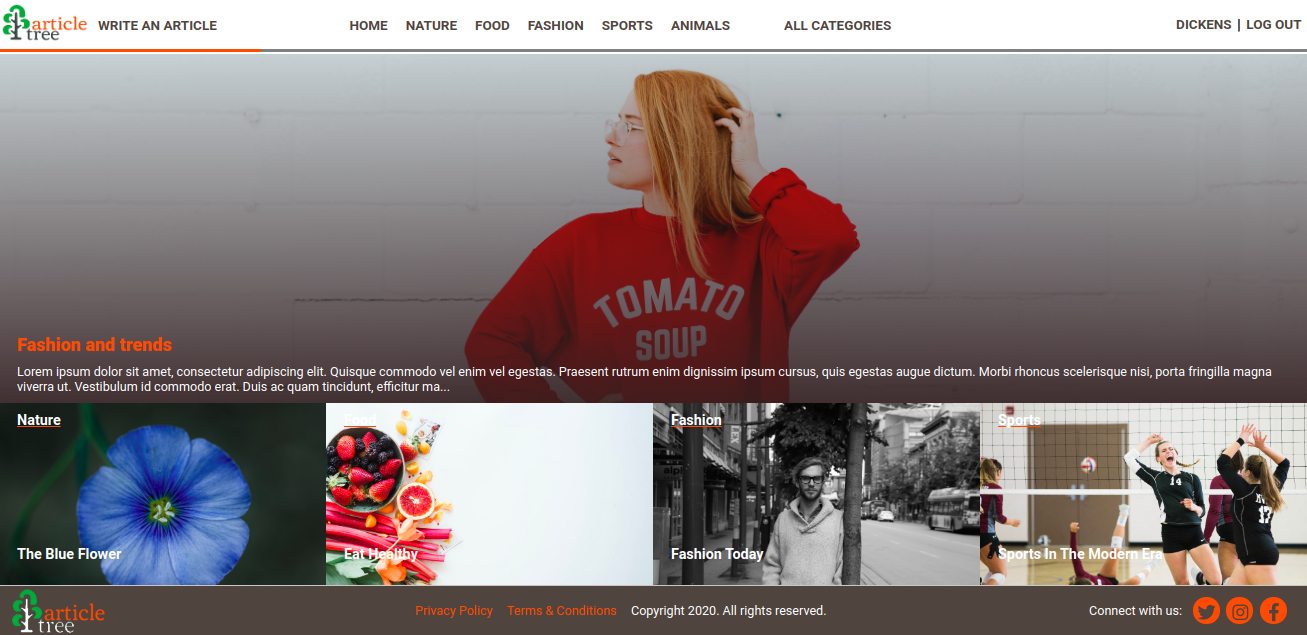 article
tree
WRITE AN ARTICLE
HOME NATURE FOOD FASHION SPORTS ANIMALS ALL CATEGORIES
DICKENS | LOG OUT
TOMATO
SOUP
Fashion and trends
Lorem ipsum dolor sit amet, consectetur adipiscing elit. Quisque commodo vel enim vel egestas. Praesent rutrum enim dignissim ipsum cursus, quis egestas augue dictum. Morbi rhoncus scelerisque nisi, porta fringilla magna
viverra ut. Vestibulum id commodo erat. Duis ac quam tincidunt, efficitur ma...
Nature
Food
Fashion
Sports
14
17
The Blue Flower
Eat Healthy
Fashion Today
Sports In The Modern Era
article
tree
Privacy Policy Terms & Conditions Copyright 2020. All rights reserved.
Connect with us: